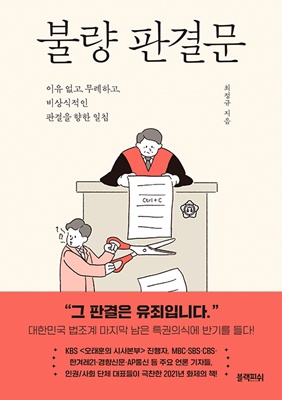 불량 판결문
이유 없고, 무례하고,
비상식적인
판결을 향한 일침
최정규 지음
Ctrl + C
“그 판결은 유죄입니다.”
대한민국 법조계 마지막 남은 특권의식에 반기를 들다!
KBS <오태훈의 시사본부> 진행자, MBC·SBS·CBS·
한겨레21·경향신문·AP통신 등 주요 언론 기자들,
인권/사회 단체 대표들이 극찬한 2021년 화제의 책!
블랙피쉬